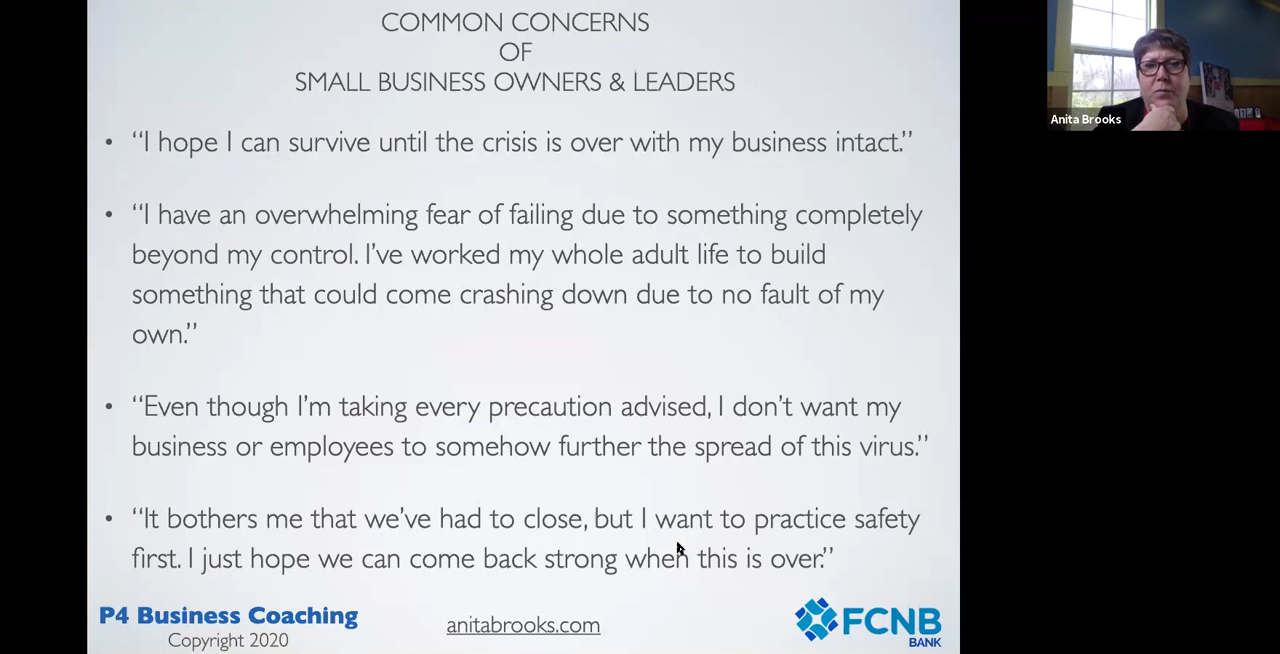 COMMON CONCERNS
OF
SMALL BUSINESS OWNERS & LEADERS
• “I hope I can survive until the crisis is over with my business intact.”
• “I have an overwhelming fear of failing due to something completely
beyond my control. I’ve worked my whole adult life to build
something that could come crashing down due to no fault of my
own.”
• “Even though I’m taking every precaution advised, I don’t want my
business or employees to somehow further the spread of this virus.”
• “It bothers me that we’ve had to close, but I want to practice safety
first. I just hope we can come back strong when this is over.”
P4 Business Coaching
Copyright 2020
anitabrooks.com
FCNB
BANK
Anita Brooks